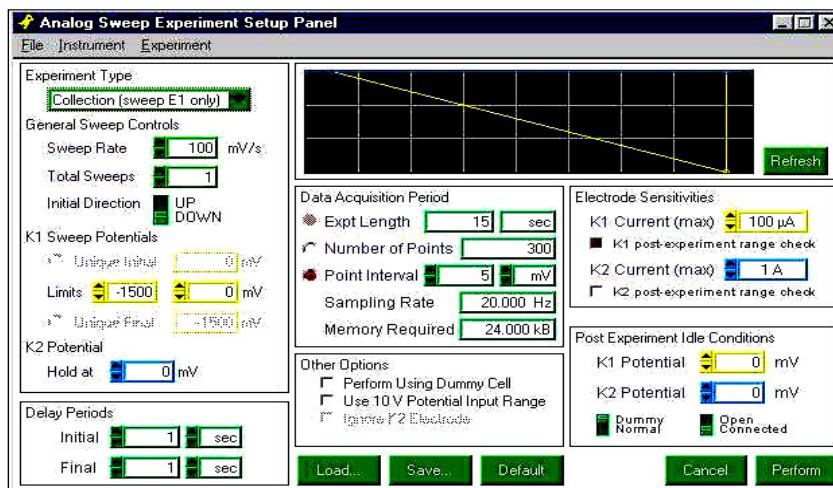 Analog Sweep Experiment Setup Panel
File Instrument Experiment
Experiment Type
Collection (sweep E1 only)
General Sweep Controls
Sweep Rate 100 mV/s
Total Sweeps 1
Initial Direction UP
DOWN
K1 Sweep Potentials
Unique Initial 0 mV
Limits -1500 0 mV
Unique Final -1500 mV
K2 Potential
Hold at 0 mV
Delay Periods
Initial 1 sec
Final 1 sec
Refresh
Data Acquisition Period
Expt Length 15 sec
Number of Points 300
Point Interval 5 mV
Sampling Rate 20.000 Hz
Memory Required 24.000 kB
Other Options
Perform Using Dummy Cell
Use 10 V Potential Input Range
Ignore K2 Electrode
Electrode Sensitivities
K1 Current (max) 100 µA
K1 post-experiment range check
K2 Current (max) 1 A
K2 post-experiment range check
Post Experiment Idle Conditions
K1 Potential 0 mV
K2 Potential 0 mV
Dummy Open
Normal Connected
Load... Save... Default Cancel Perform